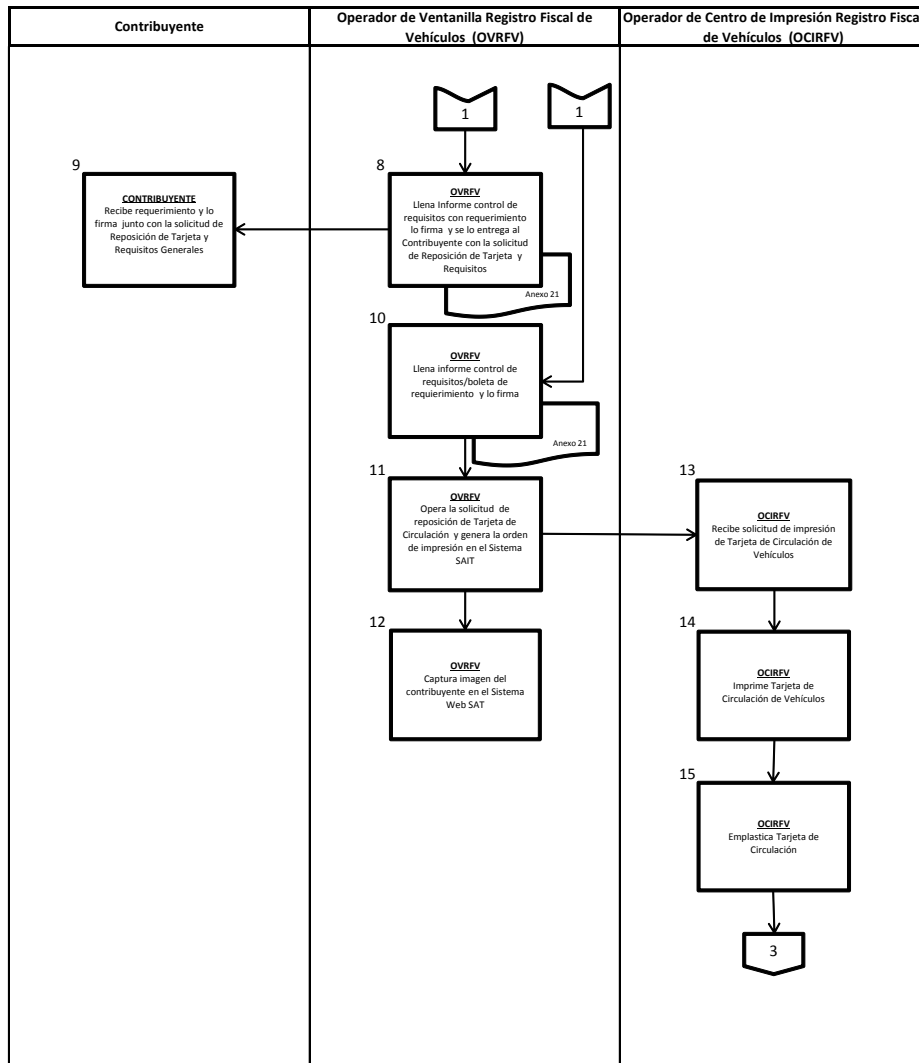 Contribuyente
Operador de Ventanilla Registro Fiscal de
Vehículos (OVRFV)
Operador de Centro de Impresión Registro Fisca
de Vehículos (OCIRFV)
1
1
9
CONTRIBUYENTE
Recibe requerimiento y lo
firma junto con la solicitud de
Reposición de Tarjeta y
Requisitos Generales
8
OVRFV
Llena Informe control de
requisitos con requerimiento
lo firma y se lo entrega al
Contribuyente con la solicitud
de Reposición de Tarjeta y
Requisitos
Anexo 21
10
OVRFV
Llena informe control de
requisitos/boleta de
requierimiento y lo firma
Anexo 21
11
OVRFV
Opera la solicitud de
reposición de Tarjeta de
Circulación y genera la orden
de impresión en el Sistema
SAIT
12
OVRFV
Captura imagen del
contribuyente en el Sistema
Web SAT
13
OCIRFV
Recibe solicitud de impresión
de Tarjeta de Circulación de
Vehículos
14
OCIRFV
Imprime Tarjeta de
Circulación de Vehículos
15
OCIRFV
Emplastica Tarjeta de
Circulación
3